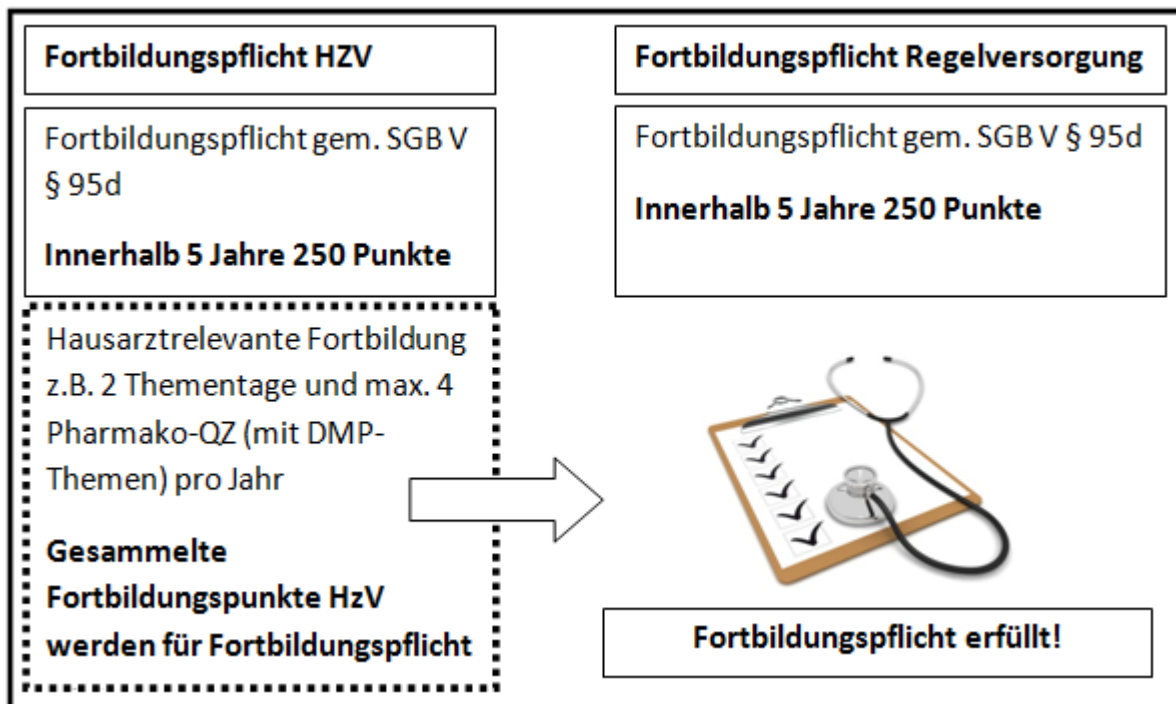 Fortbildungspflicht HZV
Fortbildungspflicht gem. SGB V
§ 95d
Innerhalb 5 Jahre 250 Punkte
Hausarztrelevante Fortbildung
z.B. 2 Thementage und max. 4
Pharmako-QZ (mit DMP-
Themen) pro Jahr
Gesammelte
Fortbildungspunkte HzV
werden für Fortbildungspflicht
Fortbildungspflicht Regelversorgung
Fortbildungspflicht gem. SGB V § 95d
Innerhalb 5 Jahre 250 Punkte
Fortbildungspflicht erfüllt!